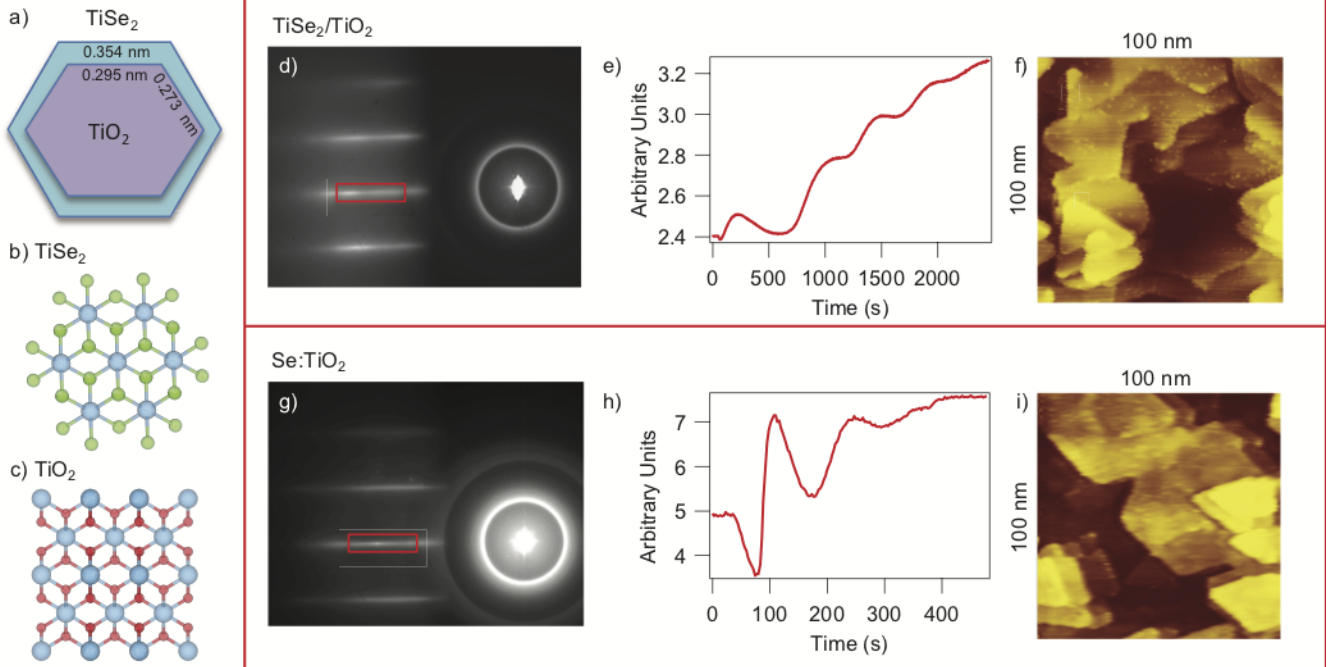 a)
TiSe2
0.354 nm
0.295 nm
0.273 nm
TiO2
b) TiSe2
c) TiO2
TiSe2/TiO2
d)
e)
Arbitrary Units
3.2
3.0
2.8
2.6
2.4
0 500 1000 1500 2000
Time (s)
f)
100 nm
100 nm
Se:TiO2
g)
h)
Arbitrary Units
7
6
5
4
0 100 200 300 400
Time (s)
i)
100 nm
100 nm